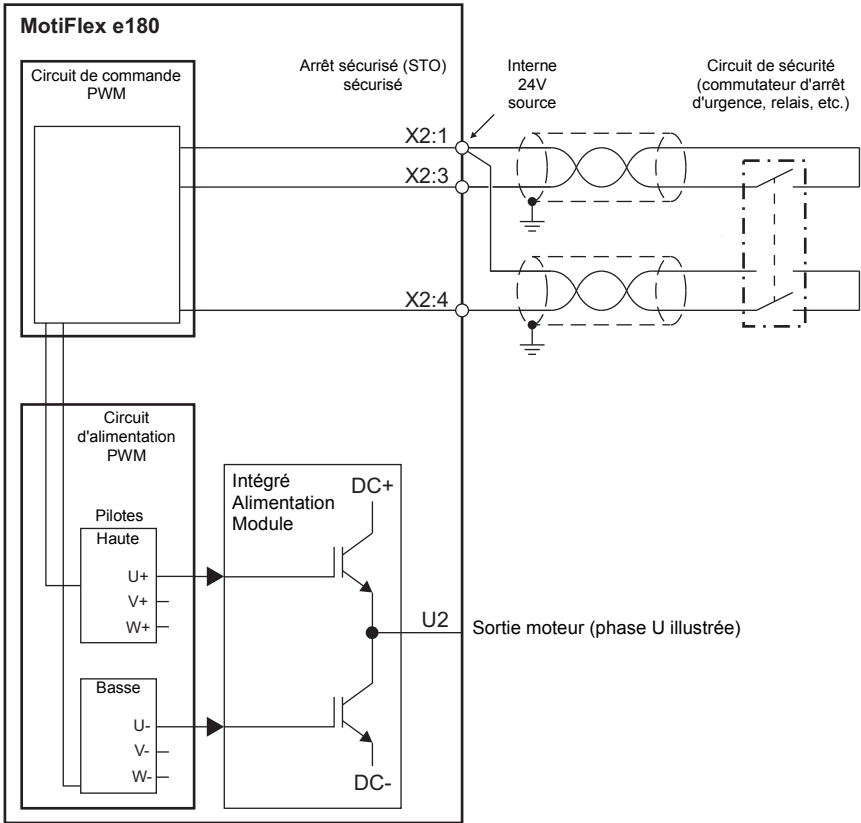 MotiFlex e180
Circuit de commande
PWM
Arrêt sécurisé (STO)
sécurisé
Interne
24V
source
Circuit de sécurité
(commutateur d'arrêt
d'urgence, relais, etc.)
X2:1
X2:3
X2:4
Circuit
d'alimentation
PWM
Pilotes
Haute
U+
V+
W+
Basse
U-
V-
W-
Intégré
Alimentation
Module
DC+
DC-
U2
Sortie moteur (phase U illustrée)